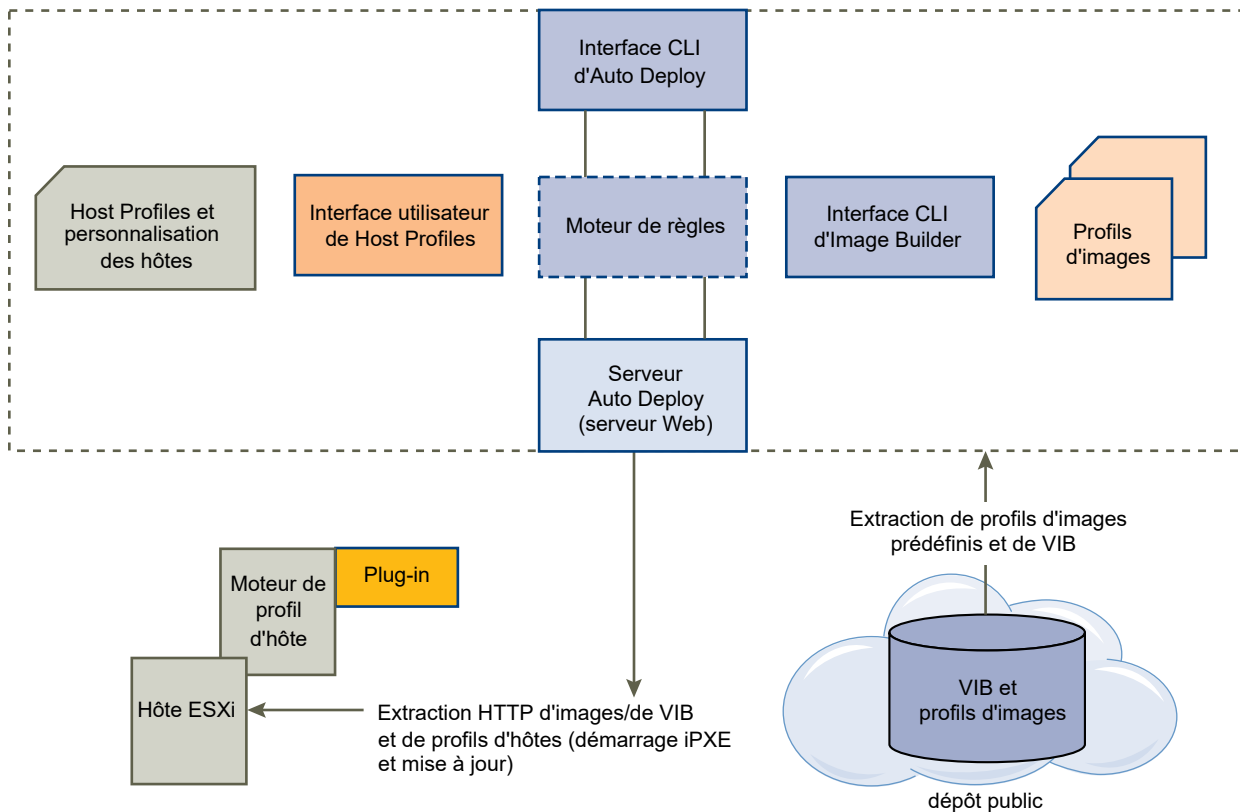 Interface CLI
d'Auto Deploy
Host Profiles et
personnalisation
des hôtes
Interface utilisateur
de Host Profiles
Moteur de règles
Interface CLI
d'Image Builder
Profils
d'images
Serveur
Auto Deploy
(serveur Web)
Extraction de profils d'images
prédéfinis et de VIB
Moteur de
profil
d'hôte
Plug-in
Hôte ESXi
Extraction HTTP d'images/de VIB
et de profils d'hôtes (démarrage iPXE
et mise à jour)
VIB et
profils d'images
dépôt public